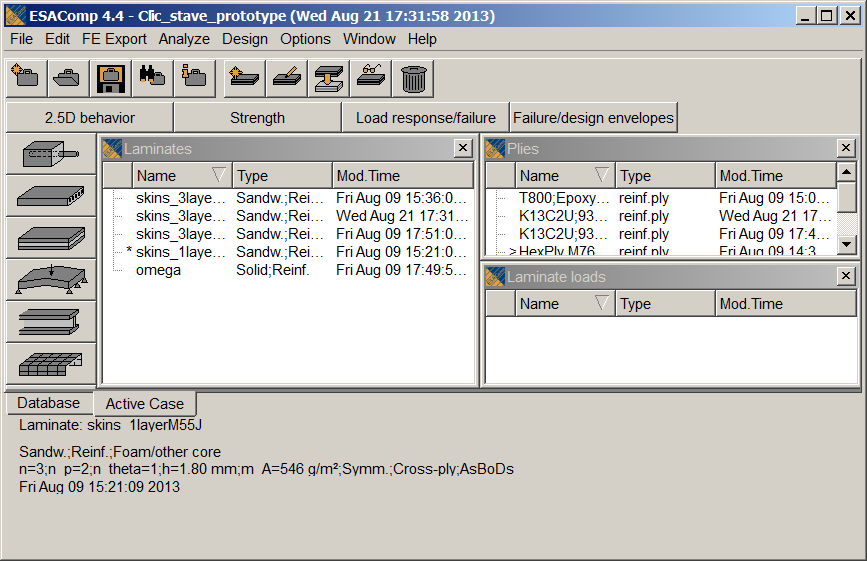 ESAComp 4.4 - Clic_stave_prototype (Wed Aug 21 17:31:58 2013)
File Edit FE Export Analyze Design Options Window Help
2.5D behavior Strength Load response/failure Failure/design envelopes
Laminates
Name Type Mod.Time
skins_3laye... Sandw.;Rei... Fri Aug 09 15:36:0...
skins_3laye... Sandw.;Rei... Wed Aug 21 17:31...
skins_3laye... Sandw.;Rei... Fri Aug 09 17:51:0...
* skins_1laye... Sandw.;Rei... Fri Aug 09 15:21:0...
omega Solid;Reinf. Fri Aug 09 17:49:5...
Plies
Name Type Mod.Time
T800;Epoxy... reinf.ply Fri Aug 09 15:0...
K13C2U;93... reinf.ply Wed Aug 21 17...
K13C2U;93... reinf.ply Fri Aug 09 17:4...
>HexPly M76... reinf.ply Fri Aug 09 14:3...
Laminate loads
Name Type Mod.Time
Database Active Case
Laminate: skins_1layerM55J
Sandw.;Reinf.;Foam/other core
n=3;n_p=2;n_theta=1;h=1.80 mm;m_A=546 g/m²;Symm.;Cross-ply;AsBoDs
Fri Aug 09 15:21:09 2013